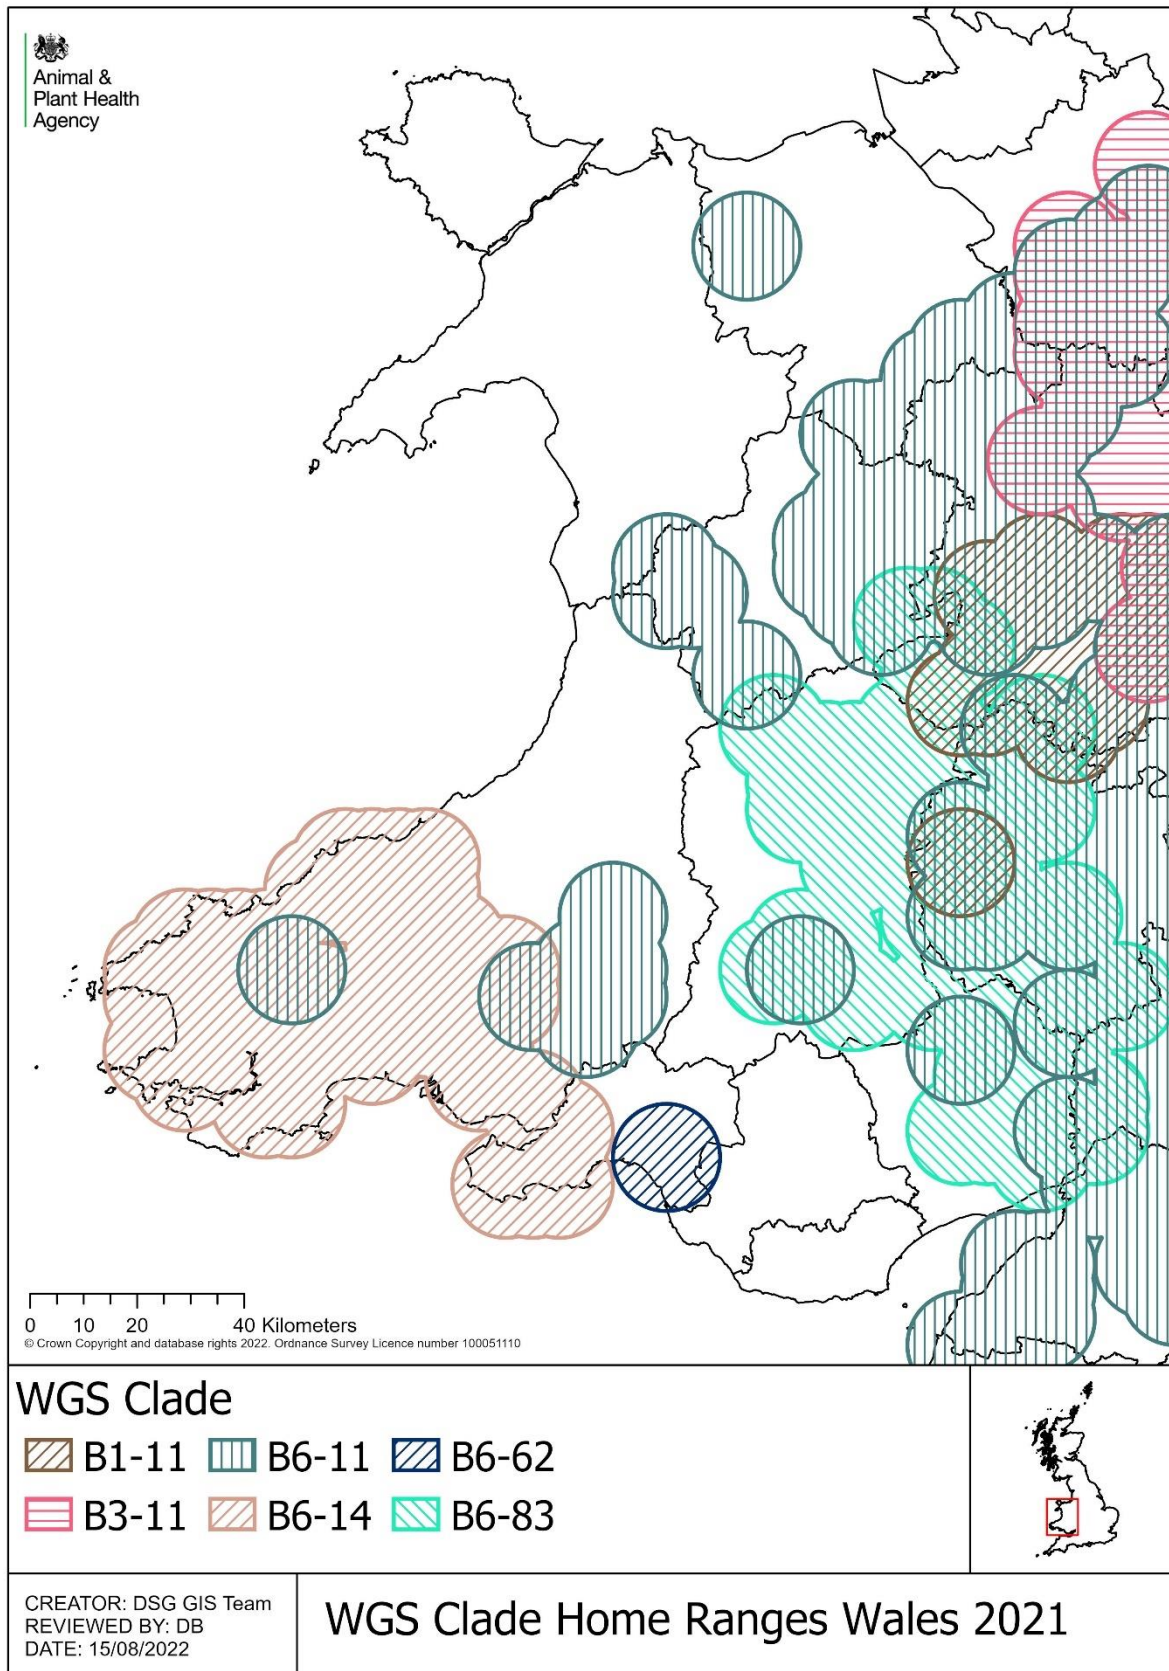 Animal &
Plant Health
Agency
0 10 20 40 Kilometers
© Crown Copyright and database rights 2022. Ordnance Survey Licence number 100051110
WGS Clade
B1-11 B6-11 B6-62
B3-11 B6-14 B6-83
CREATOR: DSG GIS Team
REVIEWED BY: DB
DATE: 15/08/2022
WGS Clade Home Ranges Wales 2021